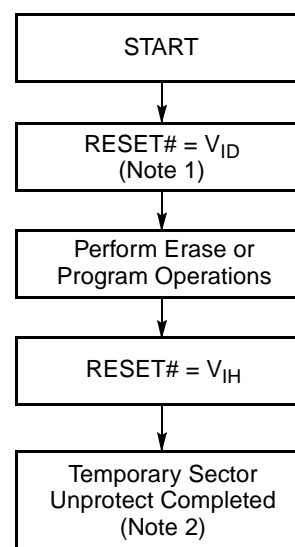 START
RESET# = VID
(Note 1)
Perform Erase or
Program Operations
RESET# = VIH
Temporary Sector
Unprotect Completed
(Note 2)